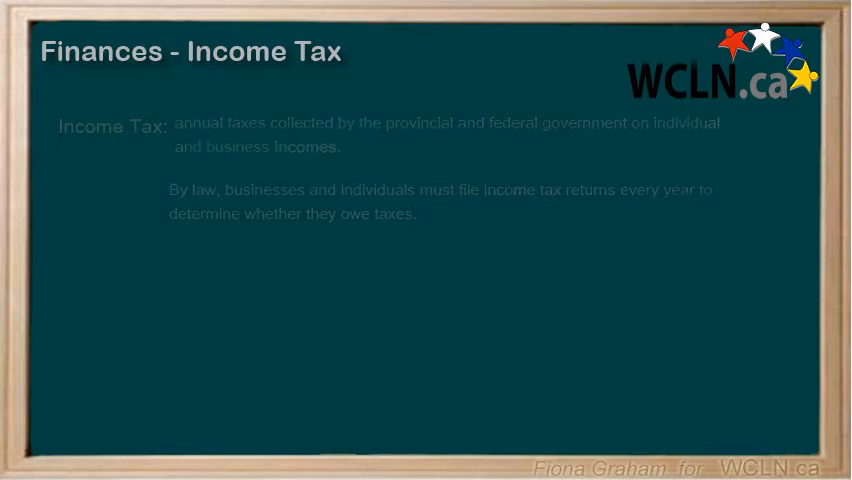 Finances - Income Tax
WCLN.ca
Income Tax: annual taxes collected by the provincial and federal government on individual
and business incomes.
By law, businesses and individuals must file income tax returns every year to
determine whether they owe taxes.
Fiona Graham for WCLN.ca